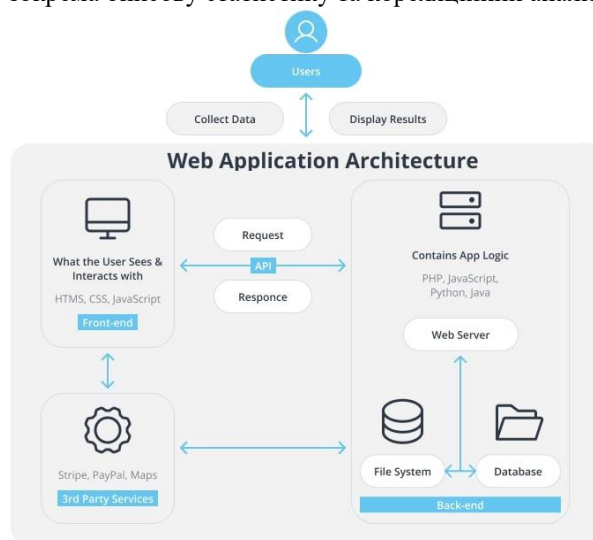 Users
Collect Data
Display Results
Web Application Architecture
What the User Sees &
Interacts with
HTMS, CSS, JavaScript
Front-end
Request
API
Responce
Contains App Logic
PHP, JavaScript,
Python, Java
Web Server
File System
Database
Back-end
Stripe, PayPal, Maps
3rd Party Services